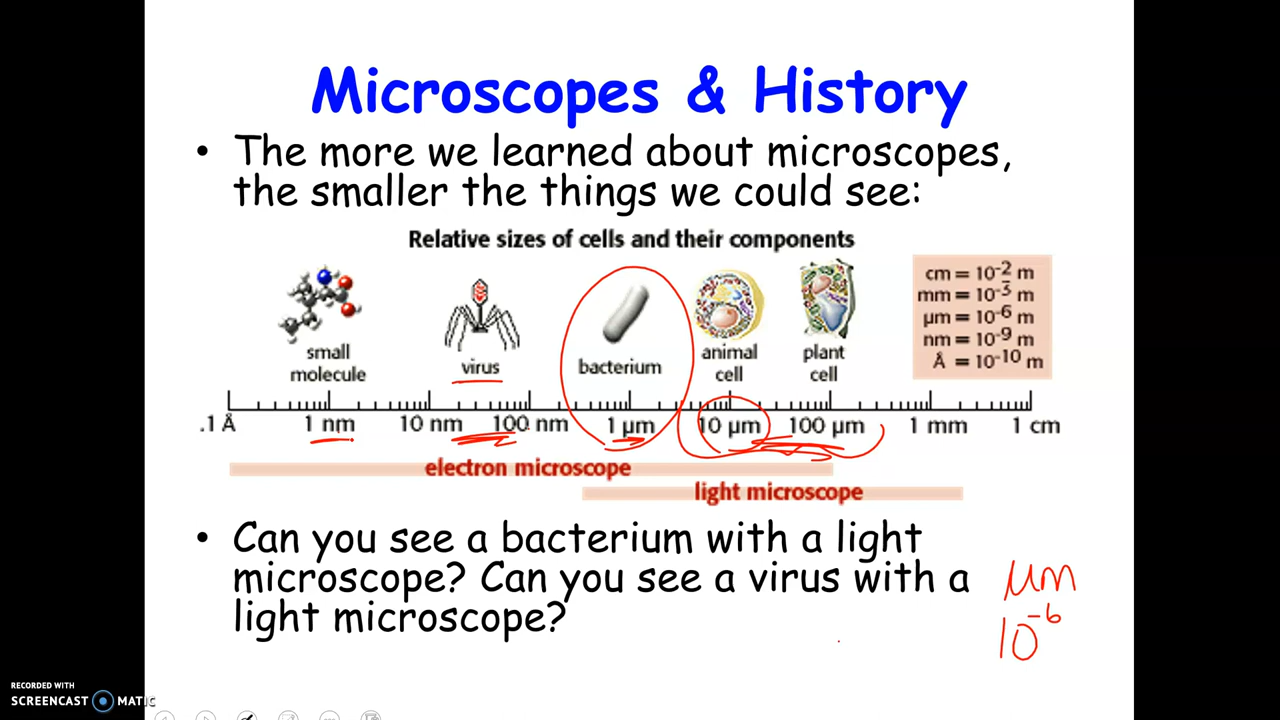 Microscopes & History
• The more we learned about microscopes,
the smaller the things we could see:
Relative sizes of cells and their components
small
molecule
virus
bacterium
animal
cell
plant
cell
cm = 10-2 m
mm = 10-3 m
µm = 10-6 m
nm = 10-9 m
Å = 10-10 m
.1 Å 1 nm 10 nm 100 nm 1 µm 10 µm 100 µm 1 mm 1 cm
electron microscope
light microscope
• Can you see a bacterium with a light
microscope? Can you see a virus with a
light microscope?
µm
10-6
RECORDED WITH
SCREENCAST MATIC